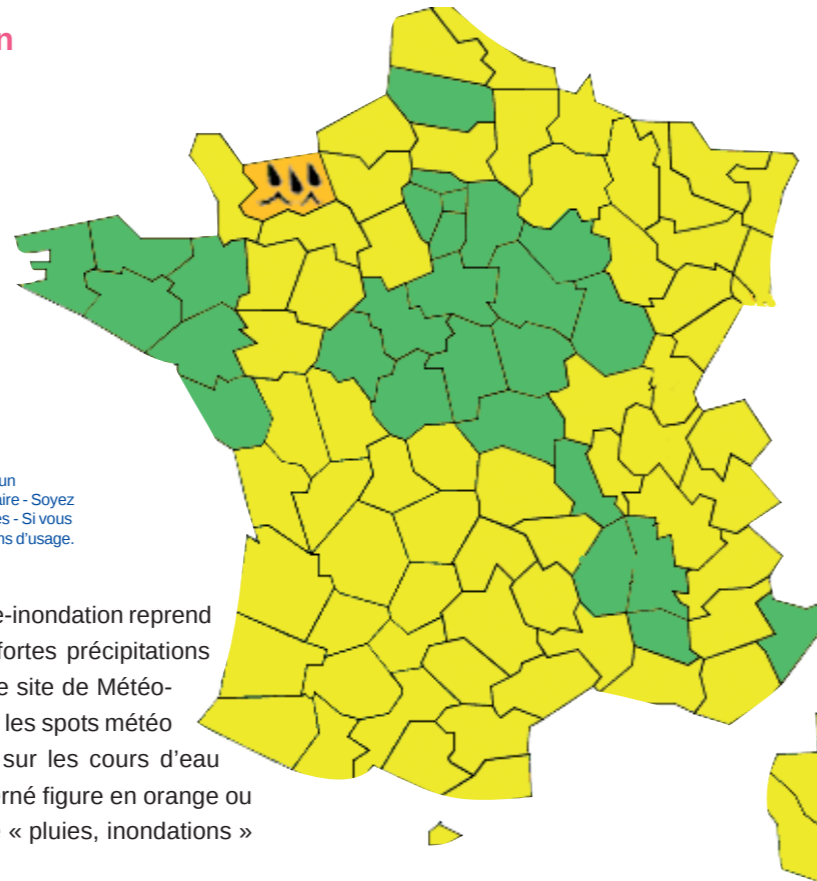 n
un
aire - Soyez
es - Si vous
ns d'usage.
e-inondation reprend
fortes précipitations
e site de Météo-
les spots météo
sur les cours d'eau
erné figure en orange ou
« pluies, inondations »